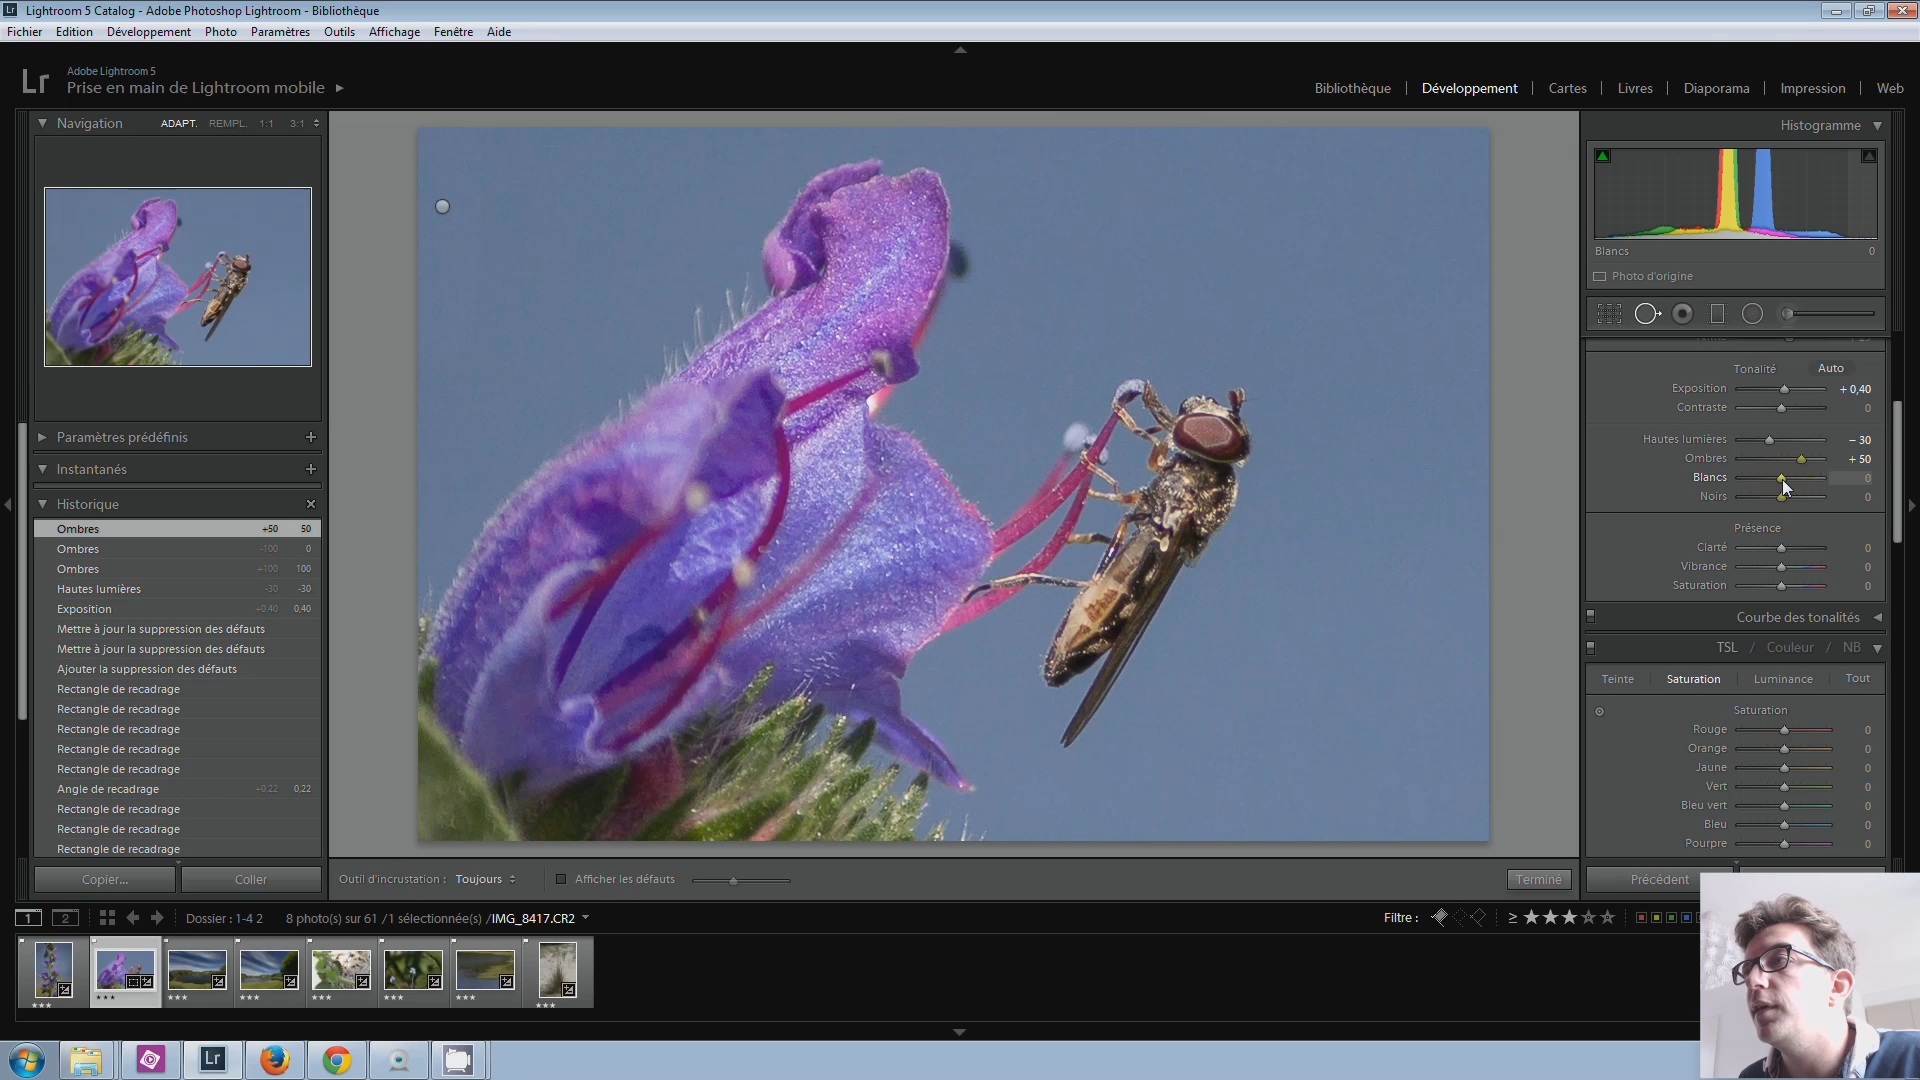 Lr Lightroom 5 Catalog - Adobe Photoshop Lightroom - Bibliothèque
Fichier Edition Développement Photo Paramètres Outils Affichage Fenêtre Aide
Lr Adobe Lightroom 5
Prise en main de Lightroom mobile
Bibliothèque | Développement | Cartes | Livres | Diaporama | Impression | Web
Navigation ADAPT. REMPL. 1:1 3:1
Paramètres prédéfinis +
Instantanés +
Historique
Ombres +50 50
Ombres -100 0
Ombres +100 100
Hautes lumières -30 -30
Exposition +0,40 0,40
Mettre à jour la suppression des défauts
Mettre à jour la suppression des défauts
Ajouter la suppression des défauts
Rectangle de recadrage
Rectangle de recadrage
Rectangle de recadrage
Rectangle de recadrage
Rectangle de recadrage
Angle de recadrage +0,22 0,22
Rectangle de recadrage
Rectangle de recadrage
Rectangle de recadrage
Copier... Coller
Outil d'incrustation : Toujours Afficher les défauts Terminé
Histogramme
Blancs 0
Photo d'origine
Tonalité Auto
Exposition + 0,40
Contraste 0
Hautes lumières – 30
Ombres + 50
Blancs 0
Noirs 0
Présence
Clarté 0
Vibrance 0
Saturation 0
Courbe des tonalités
TSL / Couleur / NB
Teinte Saturation Luminance Tout
Saturation
Rouge 0
Orange 0
Jaune 0
Vert 0
Bleu vert 0
Bleu 0
Pourpre 0
Précédent
1 2 Dossier : 1-4 2 8 photo(s) sur 61 /1 sélectionnée(s) /IMG_8417.CR2 Filtre : ≥
Lr